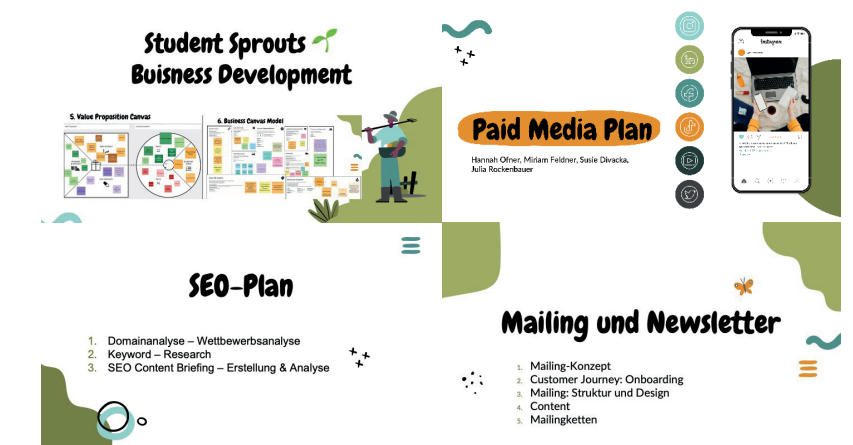 Student Sprouts
Buisness Development
5. Value Proposition Canvas
6. Business Canvas Model
Paid Media Plan
Hannah Ofner, Miriam Feldner, Susie Divacka,
Julia Rockenbauer
Instagram
SEO-Plan
1. Domainanalyse – Wettbewerbsanalyse
2. Keyword – Research
3. SEO Content Briefing – Erstellung & Analyse
Mailing und Newsletter
1. Mailing-Konzept
2. Customer Journey: Onboarding
3. Mailing: Struktur und Design
4. Content
5. Mailingketten